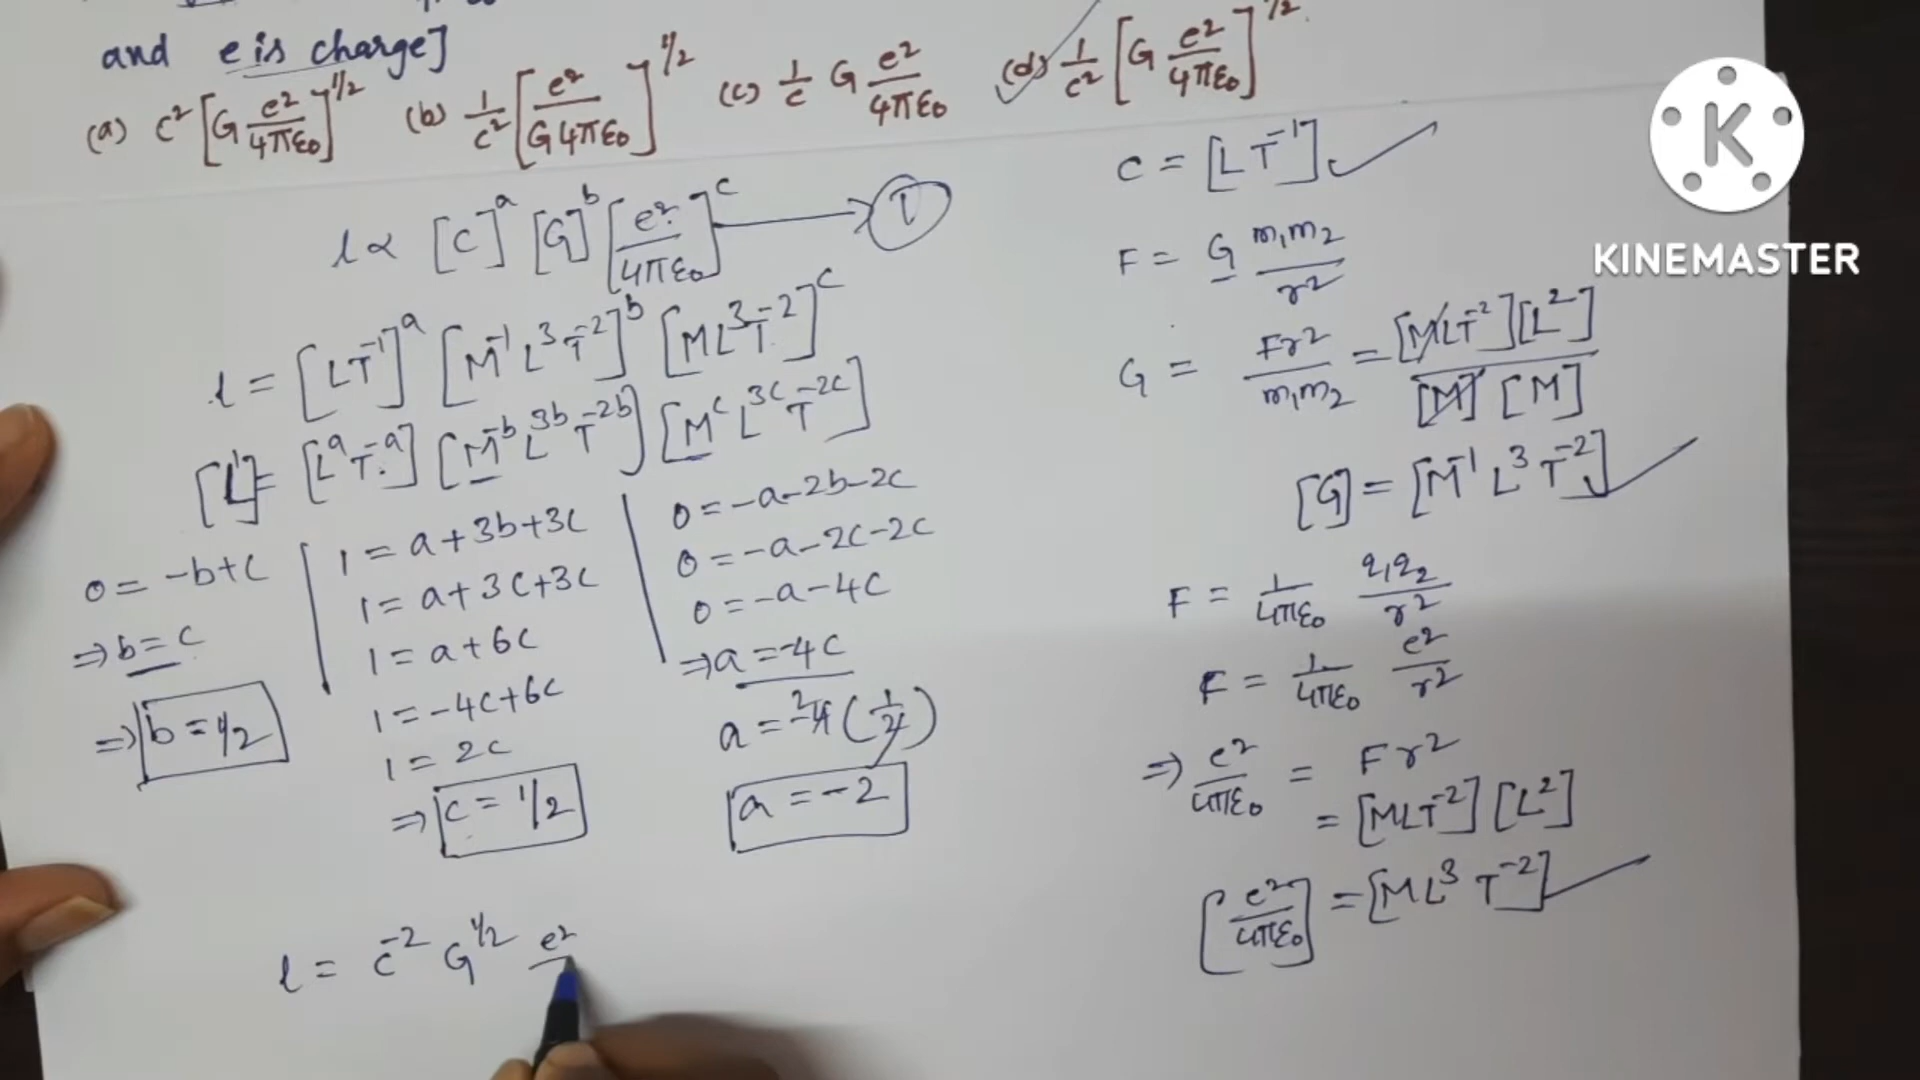 and e is charge]
(a) c² [G e²/4πε₀]^1/2 (b) 1/c² [e²/G4πε₀]^1/2 (c) 1/c G e²/4πε₀ (d) 1/c² [G e²/4πε₀]^1/2
l ∝ [C]^a [G]^b [e²/4πε₀]^c → ①
l = [LT⁻¹]^a [M⁻¹L³T⁻²]^b [ML³T⁻²]^c
[L¹] = [L^a T^-a] [M^-b L^3b T^-2b] [M^c L^3c T^-2c]
0 = -b+c
⇒ b = c
⇒ b = 1/2
1 = a+3b+3c
1 = a+3c+3c
1 = a+6c
1 = -4c+6c
1 = 2c
⇒ c = 1/2
0 = -a-2b-2c
0 = -a-2c-2c
0 = -a-4c
⇒ a = -4c
a = -4² (1/2)
a = -2
l = c⁻² G^1/2 e²
C = [LT⁻¹]
F = G m₁m₂/r²
G = Fr²/m₁m₂ = [MLT⁻²][L²]/[M][M]
[G] = [M⁻¹L³T⁻²]
F = 1/4πε₀ q₁q₂/r²
F = 1/4πε₀ e²/r²
⇒ e²/4πε₀ = Fr²
= [MLT⁻²][L²]
[e²/4πε₀] = [ML³T⁻²]
K
KINEMASTER